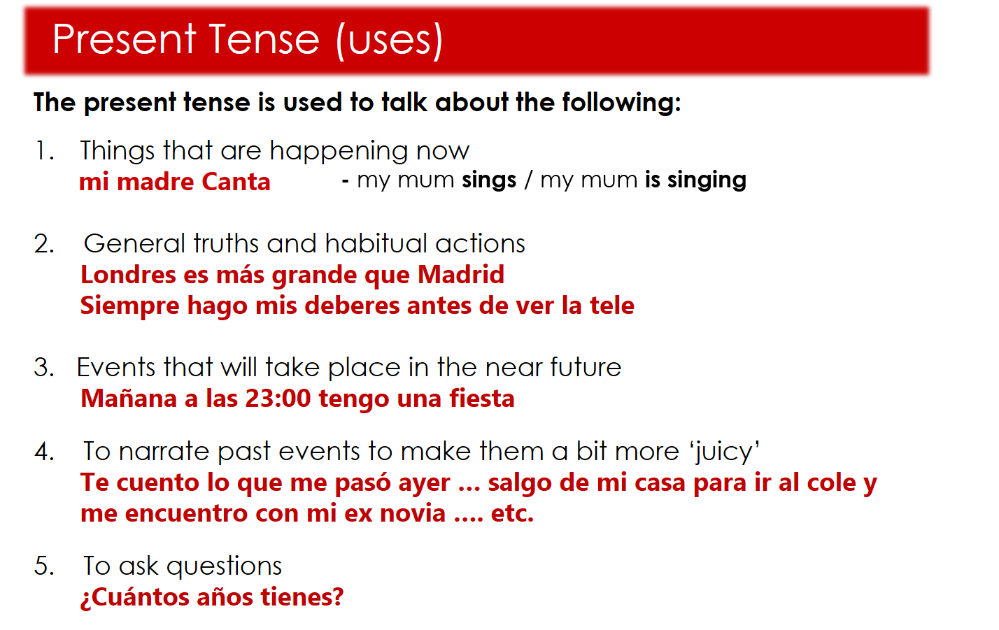 Present Tense (uses)
The present tense is used to talk about the following:
1. Things that are happening now
mi madre Canta - my mum sings / my mum is singing
2. General truths and habitual actions
Londres es más grande que Madrid
Siempre hago mis deberes antes de ver la tele
3. Events that will take place in the near future
Mañana a las 23:00 tengo una fiesta
4. To narrate past events to make them a bit more ‘juicy’
Te cuento lo que me pasó ayer ... salgo de mi casa para ir al cole y
me encuentro con mi ex novia .... etc.
5. To ask questions
¿Cuántos años tienes?